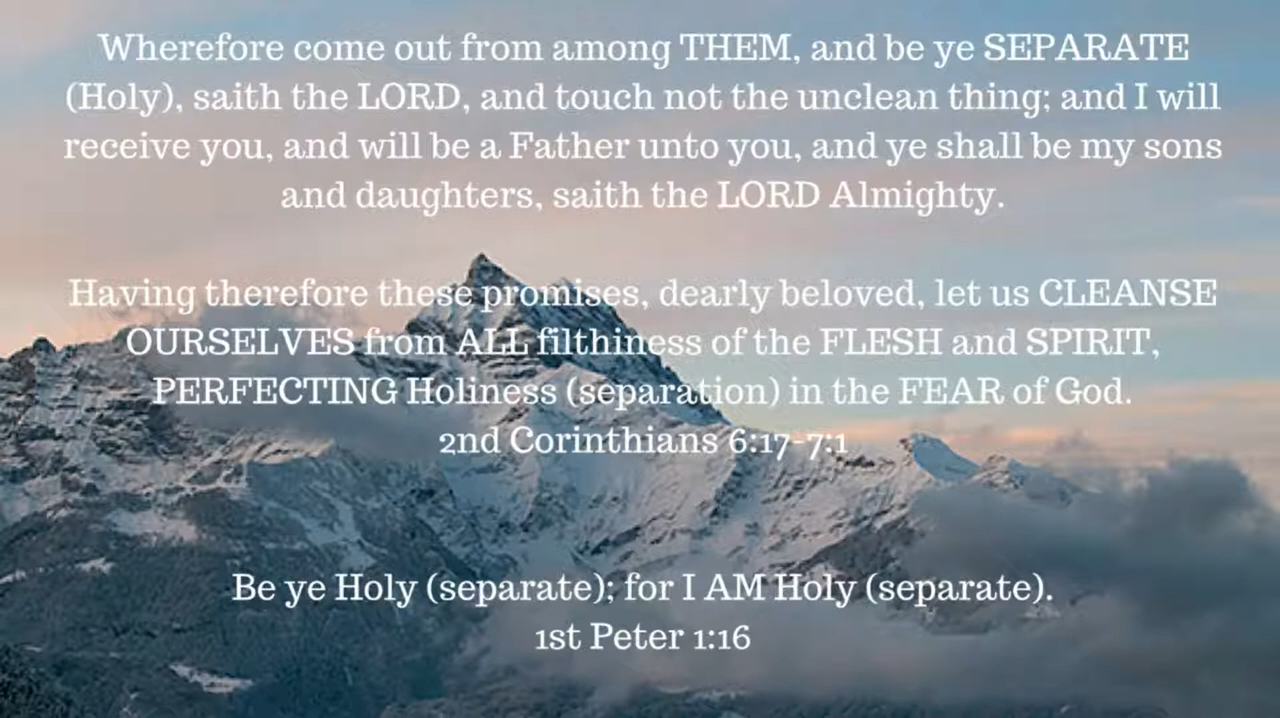 Wherefore come out from among THEM, and be ye SEPARATE
(Holy), saith the LORD, and touch not the unclean thing; and I will
receive you, and will be a Father unto you, and ye shall be my sons
and daughters, saith the LORD Almighty.
Having therefore these promises, dearly beloved, let us CLEANSE
OURSELVES from ALL filthiness of the FLESH and SPIRIT,
PERFECTING Holiness (separation) in the FEAR of God.
2nd Corinthians 6:17-7:1
Be ye Holy (separate); for I AM Holy (separate).
1st Peter 1:16